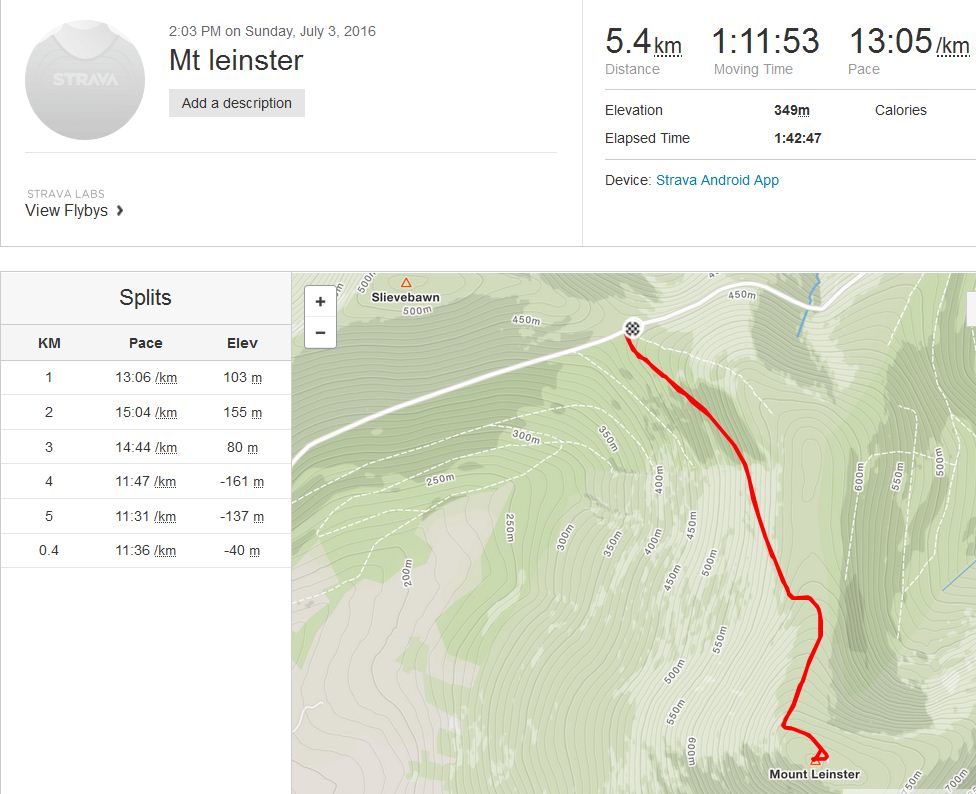 STRAVA
2:03 PM on Sunday, July 3, 2016
Mt leinster
Add a description
STRAVA LABS
View Flybys
5.4km 1:11:53 13:05/km
Distance Moving Time Pace
Elevation 349m Calories
Elapsed Time 1:42:47
Device: Strava Android App
Splits
KM Pace Elev
1 13:06 /km 103 m
2 15:04 /km 155 m
3 14:44 /km 80 m
4 11:47 /km -161 m
5 11:31 /km -137 m
0.4 11:36 /km -40 m
+
−
500m
Slievebawn
500m
450m
450m
300m
350m
250m
400m
600m
550m
500m
250m
300m
350m
400m
450m
200m
450m
500m
550m
500m
550m
600m
Mount Leinster
750m
700m